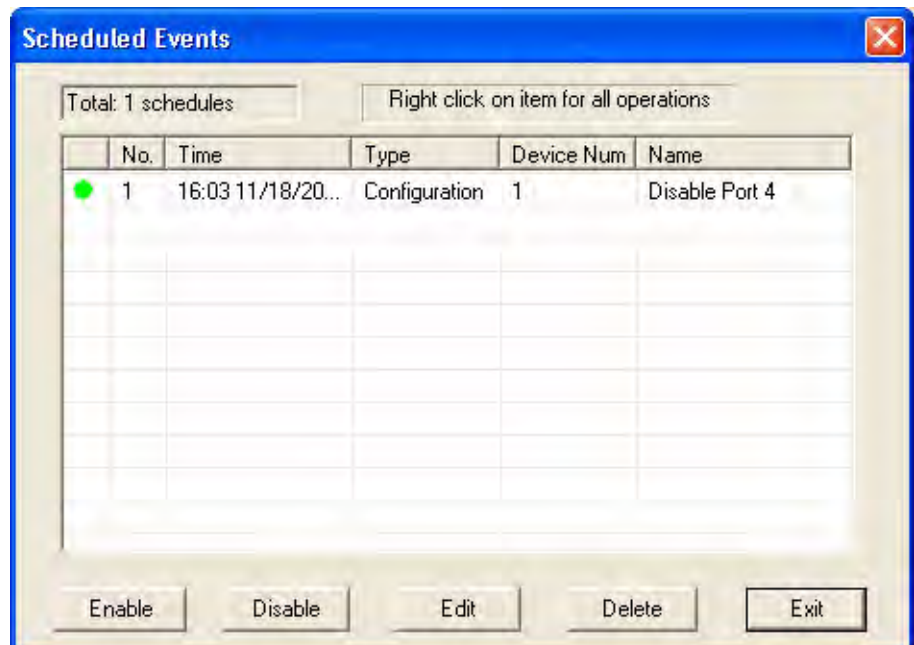 Scheduled Events
Total: 1 schedules Right click on item for all operations
No. Time Type Device Num Name
1 16:03 11/18/20... Configuration 1 Disable Port 4
Enable Disable Edit Delete Exit